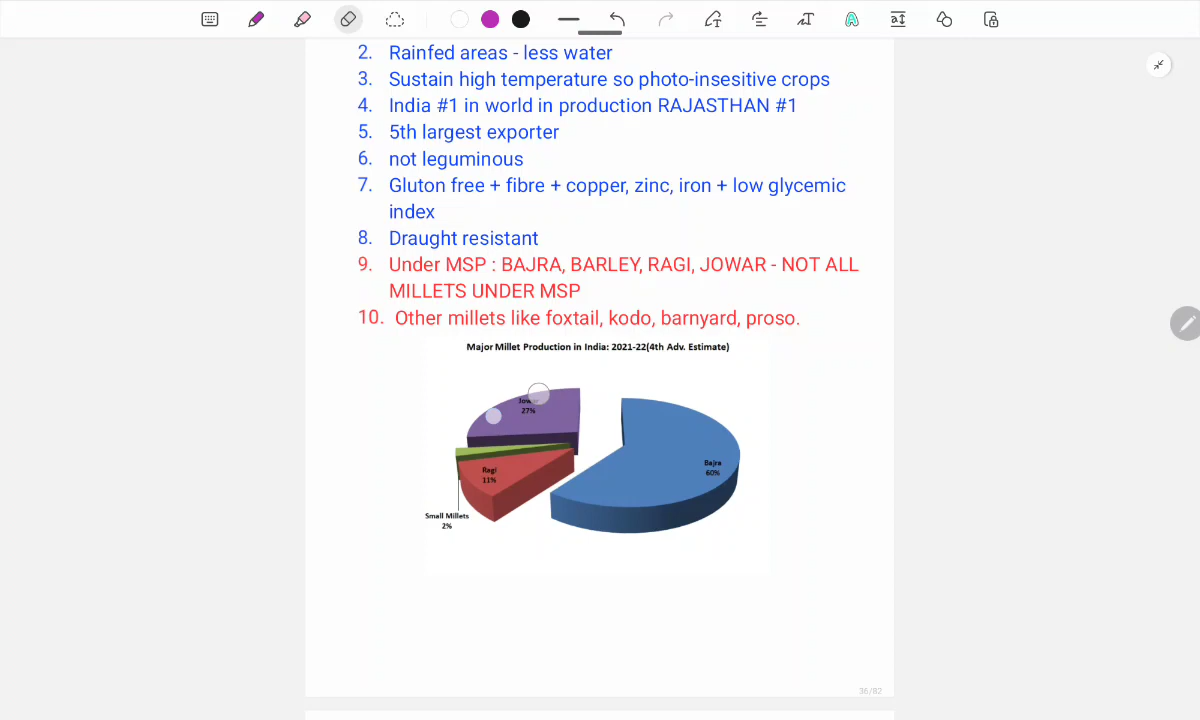 2. Rainfed areas - less water
3. Sustain high temperature so photo-insesitive crops
4. India #1 in world in production RAJASTHAN #1
5. 5th largest exporter
6. not leguminous
7. Gluton free + fibre + copper, zinc, iron + low glycemic
index
8. Draught resistant
9. Under MSP : BAJRA, BARLEY, RAGI, JOWAR - NOT ALL
MILLETS UNDER MSP
10. Other millets like foxtail, kodo, barnyard, proso.
Major Millet Production in India: 2021-22(4th Adv. Estimate)
Jowar
27%
Bajra
60%
Ragi
11%
Small Millets
2%
36/82